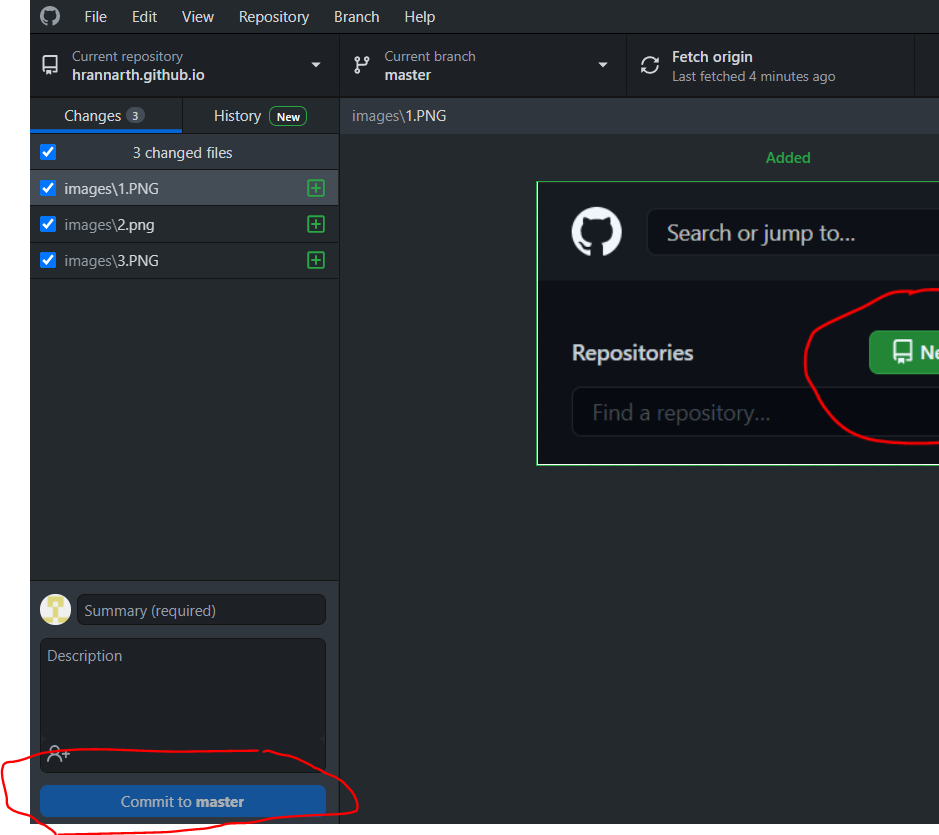 File Edit View Repository Branch Help
Current repository
hrannarth.github.io
Current branch
master
Fetch origin
Last fetched 4 minutes ago
Changes 3
History New
images\1.PNG
3 changed files
images\1.PNG
images\2.png
images\3.PNG
Added
Search or jump to...
Repositories
Ne
Find a repository...
Summary (required)
Description
Commit to master